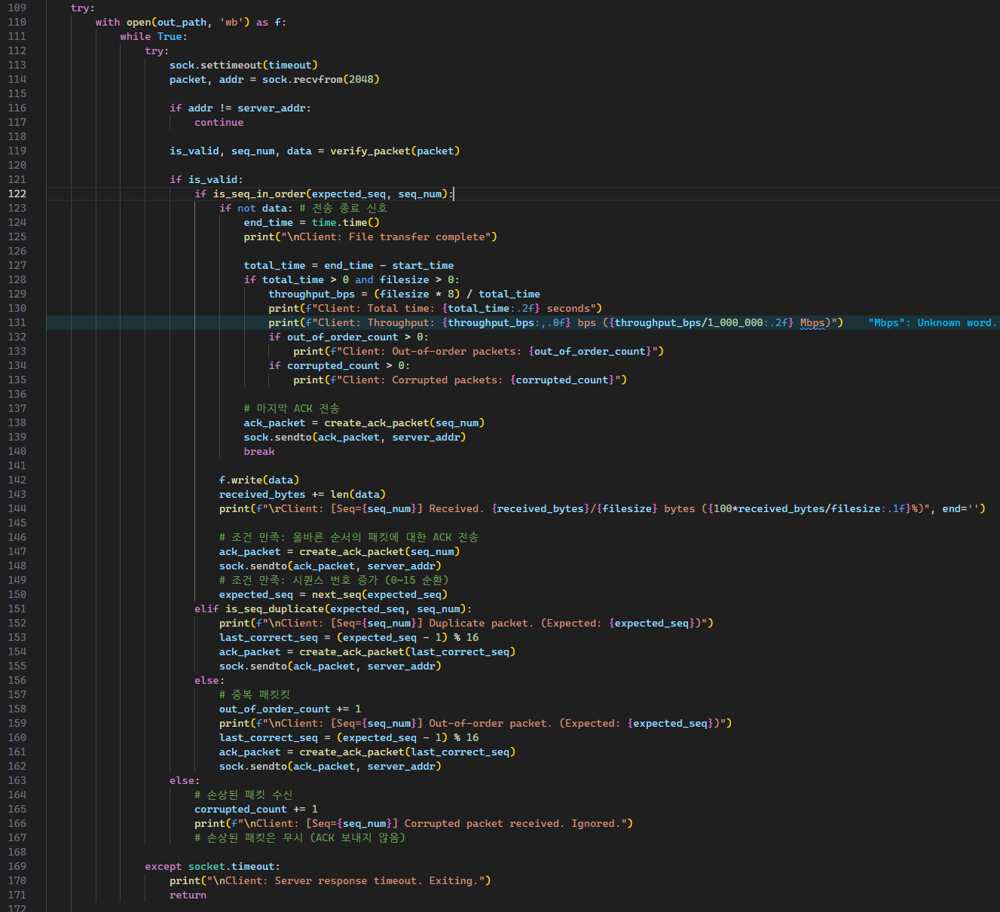 109 try:
110 with open(out_path, 'wb') as f:
111 while True:
112 try:
113 sock.settimeout(timeout)
114 packet, addr = sock.recvfrom(2048)
115
116 if addr != server_addr:
117 continue
118
119 is_valid, seq_num, data = verify_packet(packet)
120
121 if is_valid:
122 if is_seq_in_order(expected_seq, seq_num):
123 if not data: # 전송 종료 신호
124 end_time = time.time()
125 print("\nClient: File transfer complete")
126
127 total_time = end_time - start_time
128 if total_time > 0 and filesize > 0:
129 throughput_bps = (filesize * 8) / total_time
130 print(f"Client: Total time: {total_time:.2f} seconds")
131 print(f"Client: Throughput: {throughput_bps:,.0f} bps ({throughput_bps/1_000_000:.2f} Mbps)") "Mbps": Unknown word.
132 if out_of_order_count > 0:
133 print(f"Client: Out-of-order packets: {out_of_order_count}")
134 if corrupted_count > 0:
135 print(f"Client: Corrupted packets: {corrupted_count}")
136
137 # 마지막 ACK 전송
138 ack_packet = create_ack_packet(seq_num)
139 sock.sendto(ack_packet, server_addr)
140 break
141
142 f.write(data)
143 received_bytes += len(data)
144 print(f"\rClient: [Seq={seq_num}] Received. {received_bytes}/{filesize} bytes ({100*received_bytes/filesize:.1f}%)", end='')
145
146 # 조건 만족: 올바른 순서의 패킷에 대한 ACK 전송
147 ack_packet = create_ack_packet(seq_num)
148 sock.sendto(ack_packet, server_addr)
149 # 조건 만족: 시퀀스 번호 증가 (0~15 순환)
150 expected_seq = next_seq(expected_seq)
151 elif is_seq_duplicate(expected_seq, seq_num):
152 print(f"\nClient: [Seq={seq_num}] Duplicate packet. (Expected: {expected_seq})")
153 last_correct_seq = (expected_seq - 1) % 16
154 ack_packet = create_ack_packet(last_correct_seq)
155 sock.sendto(ack_packet, server_addr)
156 else:
157 # 중복 패킷킷
158 out_of_order_count += 1
159 print(f"\nClient: [Seq={seq_num}] Out-of-order packet. (Expected: {expected_seq})")
160 last_correct_seq = (expected_seq - 1) % 16
161 ack_packet = create_ack_packet(last_correct_seq)
162 sock.sendto(ack_packet, server_addr)
163 else:
164 # 손상된 패킷 수신
165 corrupted_count += 1
166 print(f"\nClient: [Seq={seq_num}] Corrupted packet received. Ignored.")
167 # 손상된 패킷은 무시 (ACK 보내지 않음)
168
169 except socket.timeout:
170 print("\nClient: Server response timeout. Exiting.")
171 return
172